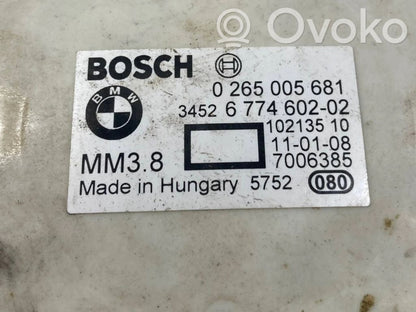 Ovoko
BOSCH
BMW
0 265 005 681
3452 6 774 602-02
102135 10
11-01-08
MM3.8
7006385
Made in Hungary 5752 080